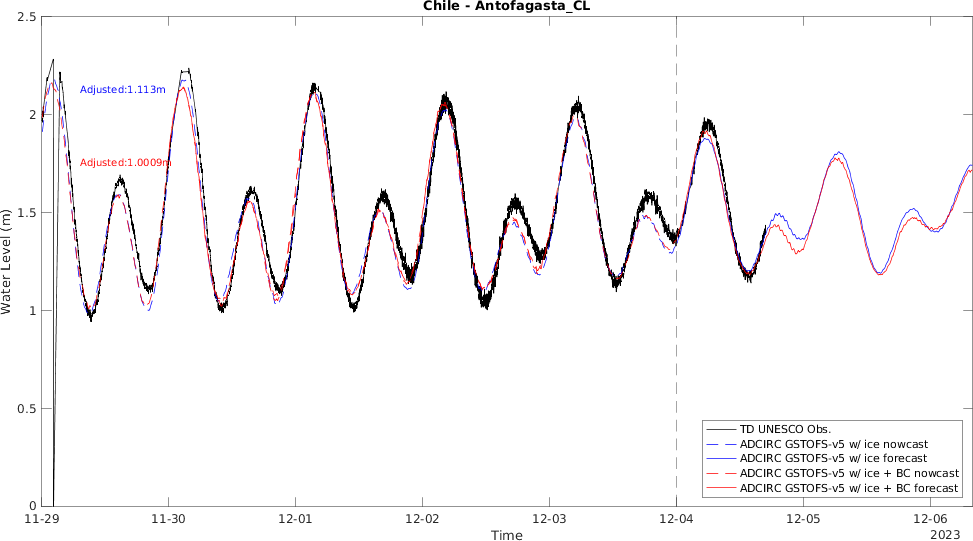 Chile - Antofagasta_CL
2.5
2
1.5
1
0.5
0
Water Level (m)
Adjusted:1.113m
Adjusted:1.0009m
TD UNESCO Obs.
ADCIRC GSTOFS-v5 w/ ice nowcast
ADCIRC GSTOFS-v5 w/ ice forecast
ADCIRC GSTOFS-v5 w/ ice + BC nowcast
ADCIRC GSTOFS-v5 w/ ice + BC forecast
11-29 11-30 12-01 12-02 12-03 12-04 12-05 12-06
Time
2023